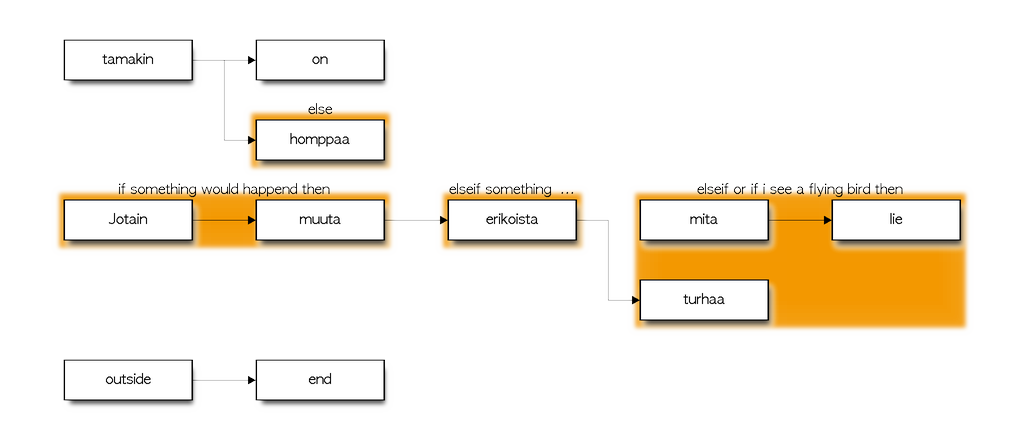 tamakin
on
else
homppaa
if something would happend then
elseif something ...
elseif or if i see a flying bird then
Jotain
muuta
erikoista
mita
lie
turhaa
outside
end